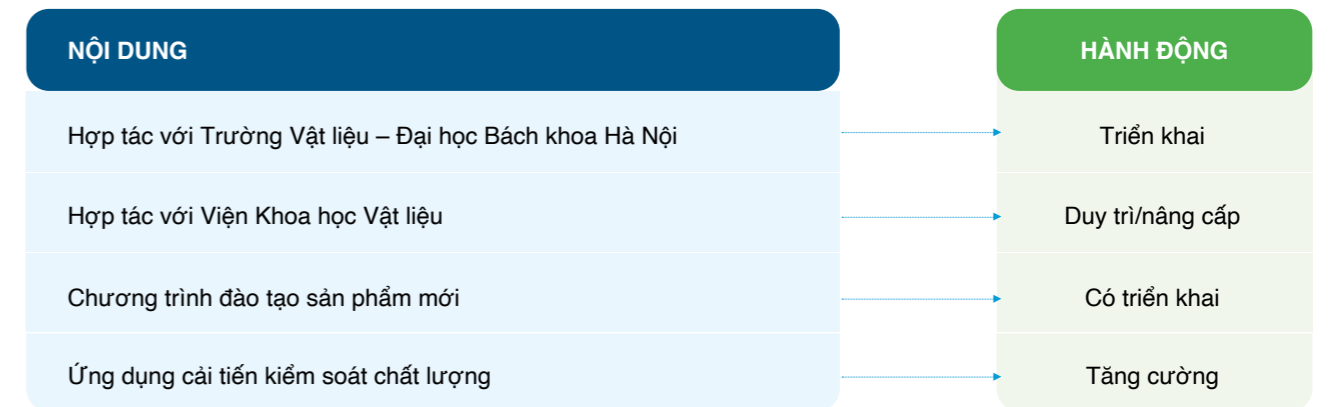 NỘI DUNG
HÀNH ĐỘNG
Hợp tác với Trường Vật liệu – Đại học Bách khoa Hà Nội
Triển khai
Hợp tác với Viện Khoa học Vật liệu
Duy trì/nâng cấp
Chương trình đào tạo sản phẩm mới
Có triển khai
Ứng dụng cải tiến kiểm soát chất lượng
Tăng cường